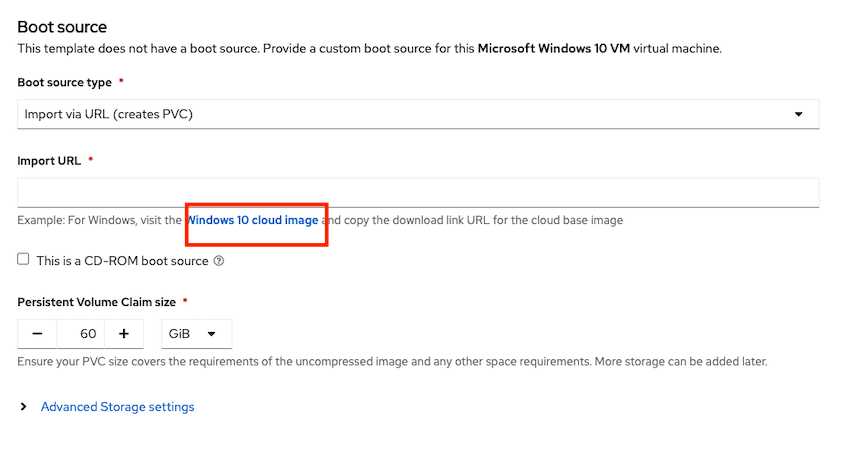 Boot source
This template does not have a boot source. Provide a custom boot source for this Microsoft Windows 10 VM virtual machine.
Boot source type *
Import via URL (creates PVC)
Import URL *
Example: For Windows, visit the Windows 10 cloud image and copy the download link URL for the cloud base image
This is a CD-ROM boot source
Persistent Volume Claim size *
60 GiB
Ensure your PVC size covers the requirements of the uncompressed image and any other space requirements. More storage can be added later.
Advanced Storage settings